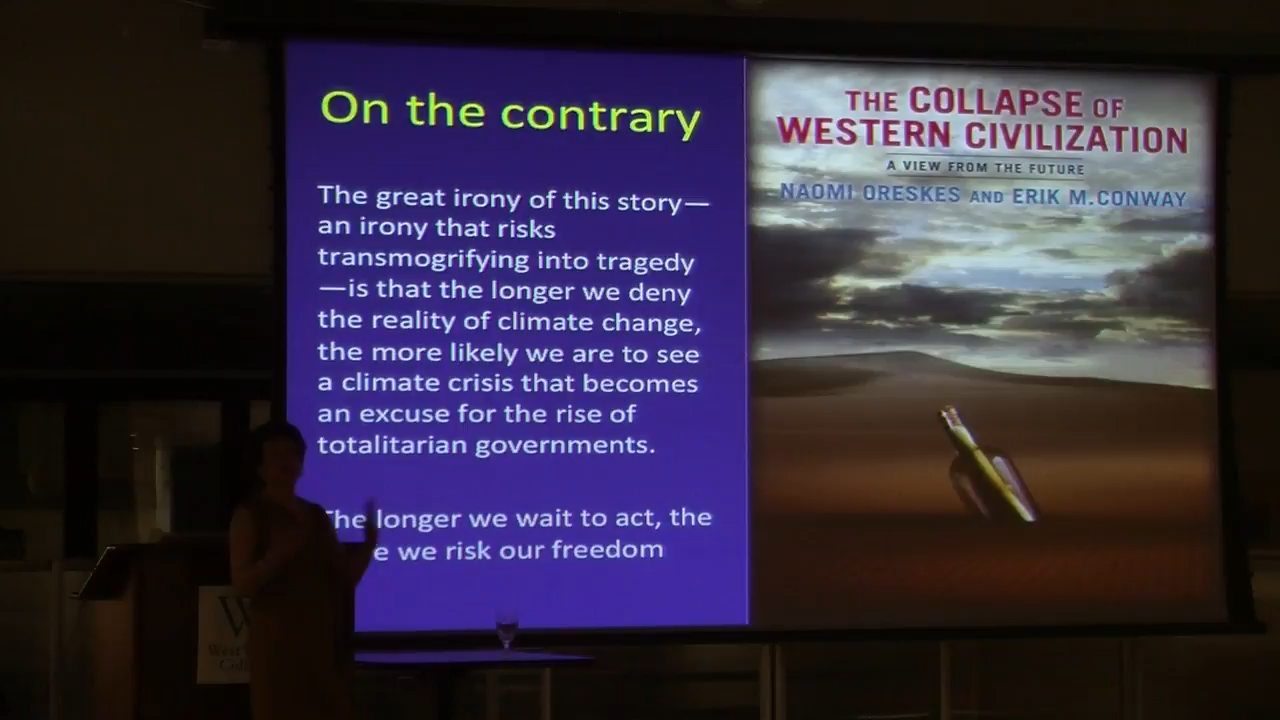 On the contrary
The great irony of this story—
an irony that risks
transmogrifying into tragedy
—is that the longer we deny
the reality of climate change,
the more likely we are to see
a climate crisis that becomes
an excuse for the rise of
totalitarian governments.
The longer we wait to act, the
we risk our freedom
THE COLLAPSE OF
WESTERN CIVILIZATION
A VIEW FROM THE FUTURE
NAOMI ORESKES AND ERIK M. CONWAY
W
West